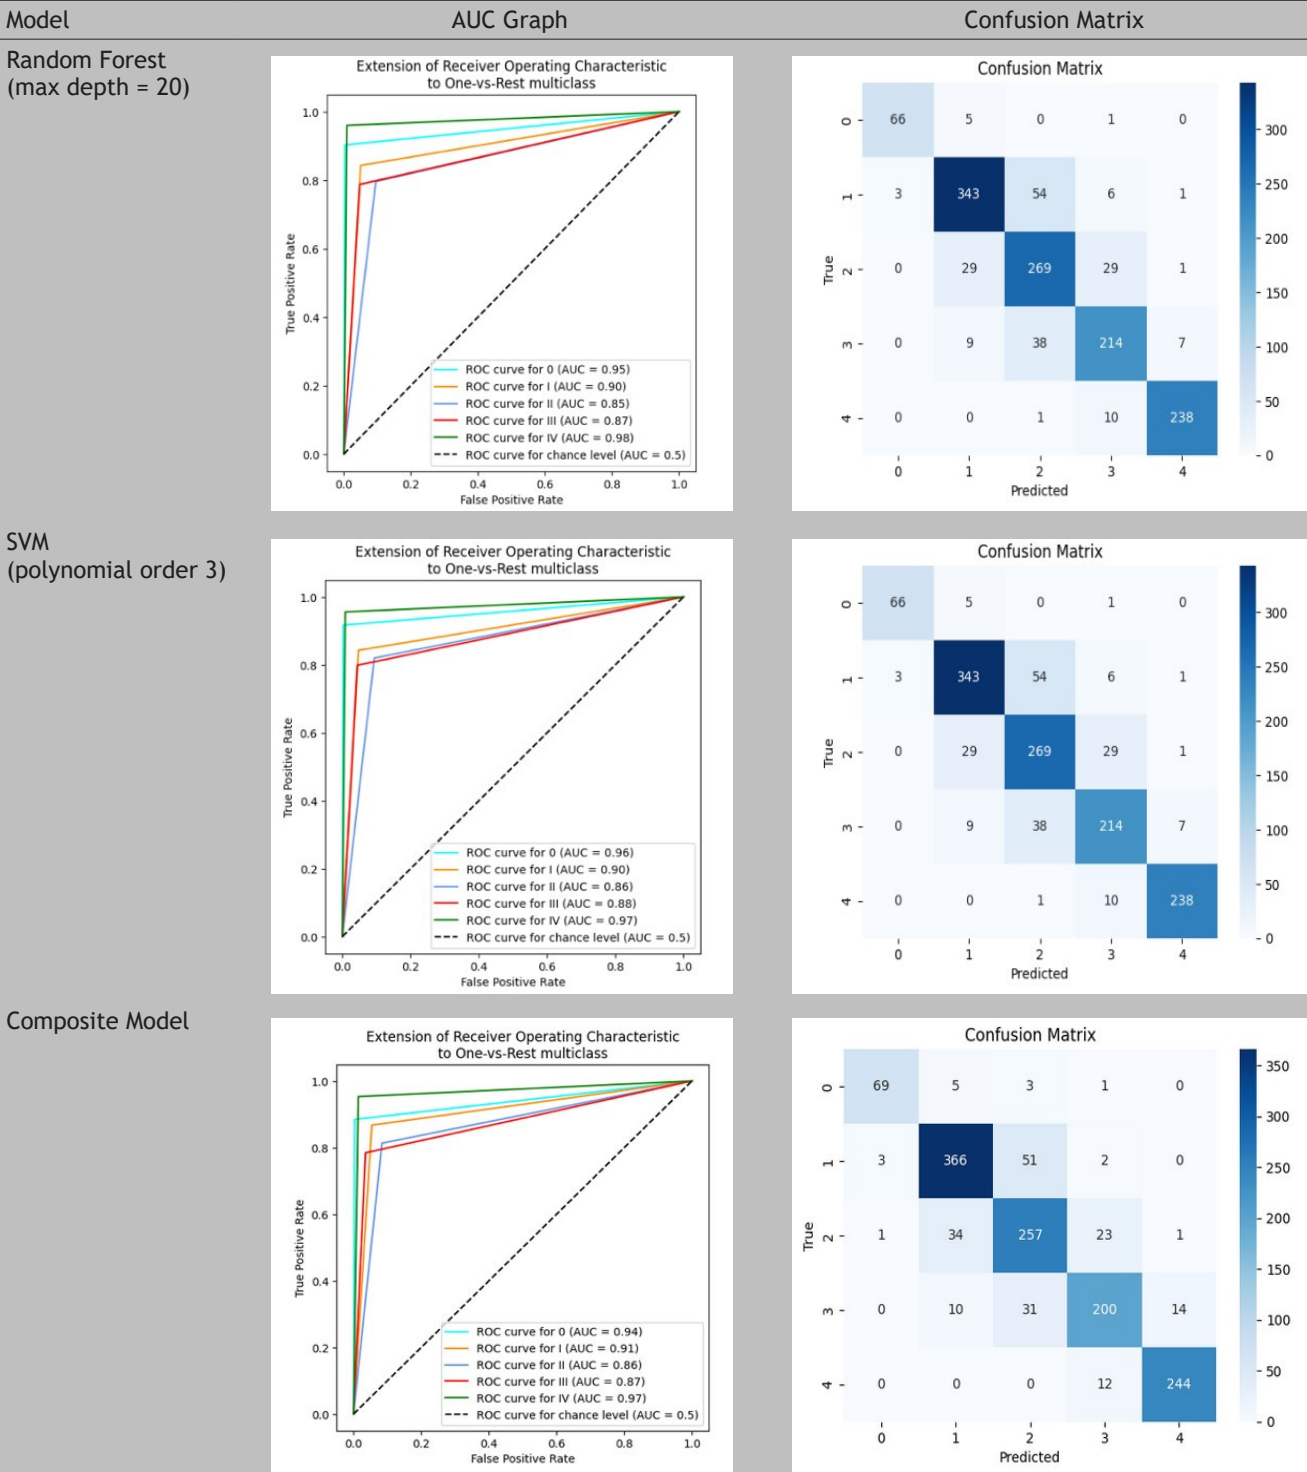 Model AUC Graph Confusion Matrix
Random Forest
(max depth = 20)
Extension of Receiver Operating Characteristic
to One-vs-Rest multiclass
True Positive Rate
1.0
0.8
0.6
0.4
0.2
0.0
ROC curve for 0 (AUC = 0.95)
ROC curve for I (AUC = 0.90)
ROC curve for II (AUC = 0.85)
ROC curve for III (AUC = 0.87)
ROC curve for IV (AUC = 0.98)
ROC curve for chance level (AUC = 0.5)
0.0 0.2 0.4 0.6 0.8 1.0
False Positive Rate
Confusion Matrix
True
0 66 5 0 1 0
1 3 343 54 6 1
2 0 29 269 29 1
3 0 9 38 214 7
4 0 0 1 10 238
0 1 2 3 4
Predicted
300
250
200
150
100
50
0
SVM
(polynomial order 3)
Extension of Receiver Operating Characteristic
to One-vs-Rest multiclass
True Positive Rate
1.0
0.8
0.6
0.4
0.2
0.0
ROC curve for 0 (AUC = 0.96)
ROC curve for I (AUC = 0.90)
ROC curve for II (AUC = 0.86)
ROC curve for III (AUC = 0.88)
ROC curve for IV (AUC = 0.97)
ROC curve for chance level (AUC = 0.5)
0.0 0.2 0.4 0.6 0.8 1.0
False Positive Rate
Confusion Matrix
True
0 66 5 0 1 0
1 3 343 54 6 1
2 0 29 269 29 1
3 0 9 38 214 7
4 0 0 1 10 238
0 1 2 3 4
Predicted
300
250
200
150
100
50
0
Composite Model
Extension of Receiver Operating Characteristic
to One-vs-Rest multiclass
True Positive Rate
1.0
0.8
0.6
0.4
0.2
0.0
ROC curve for 0 (AUC = 0.94)
ROC curve for I (AUC = 0.91)
ROC curve for II (AUC = 0.86)
ROC curve for III (AUC = 0.87)
ROC curve for IV (AUC = 0.97)
ROC curve for chance level (AUC = 0.5)
0.0 0.2 0.4 0.6 0.8 1.0
False Positive Rate
Confusion Matrix
True
0 69 5 3 1 0
1 3 366 51 2 0
2 1 34 257 23 1
3 0 10 31 200 14
4 0 0 0 12 244
0 1 2 3 4
Predicted
350
300
250
200
150
100
50
0